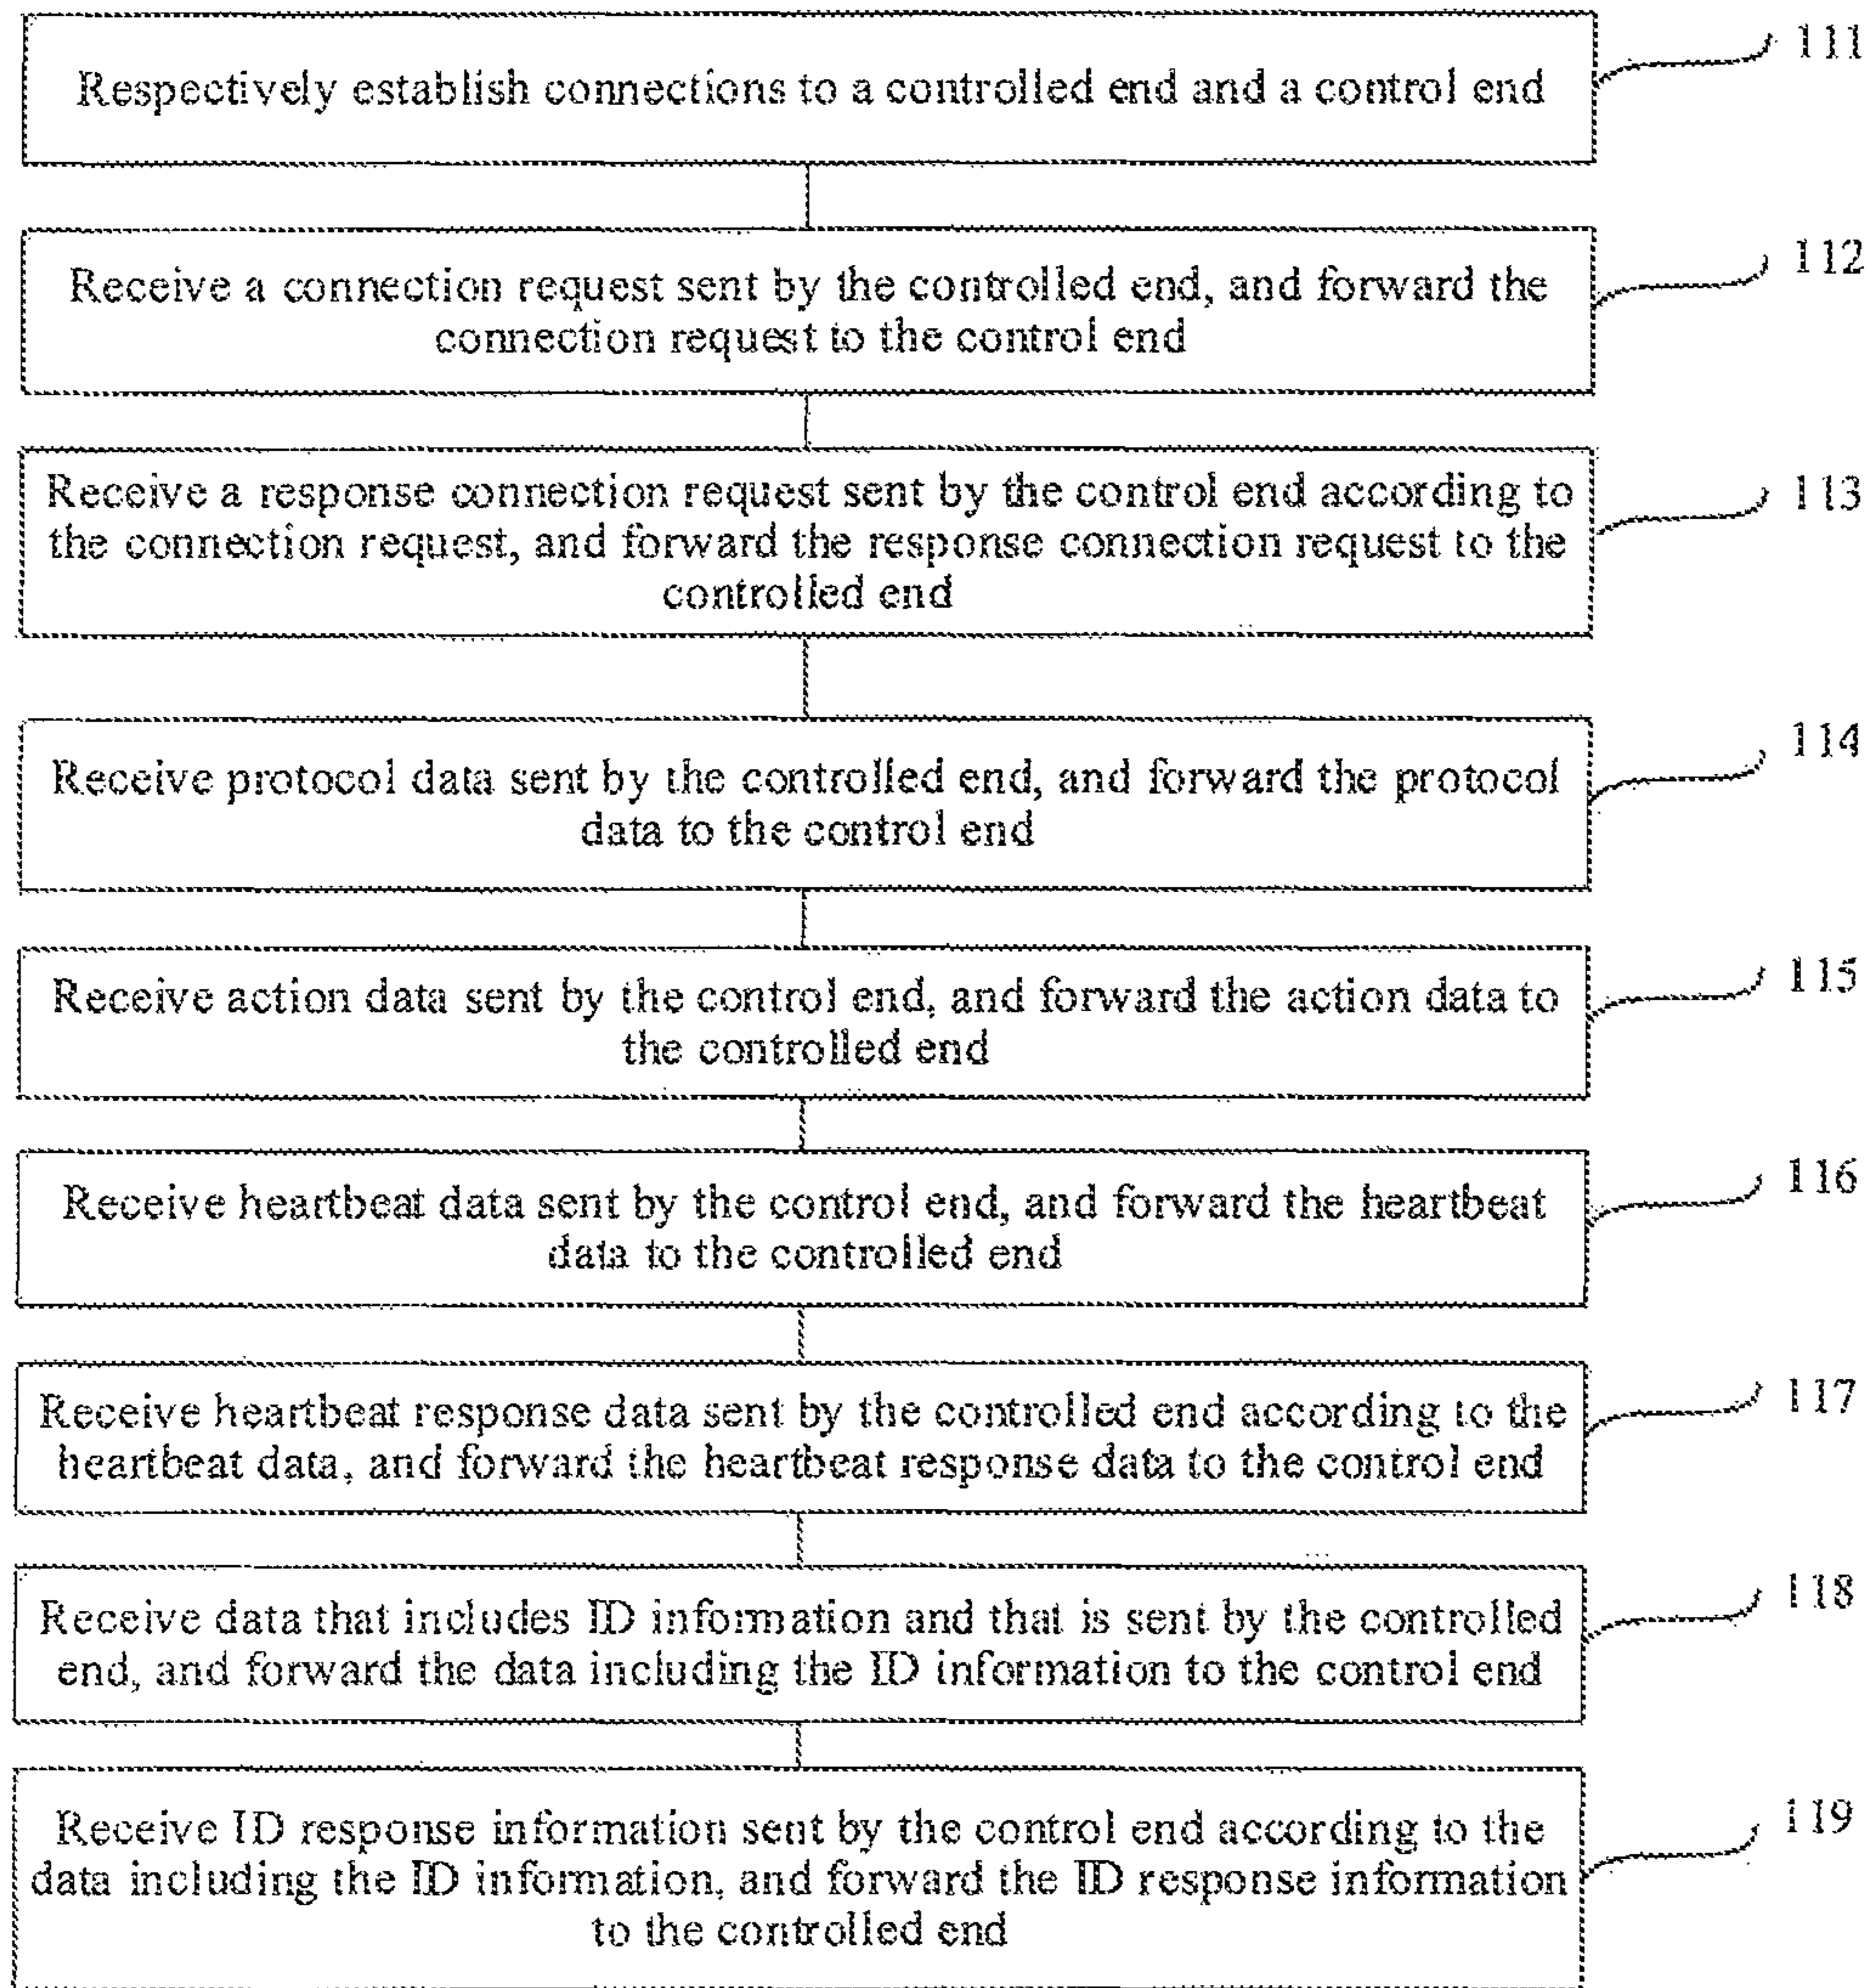 Respectively establish connections to a controlled end and a control end
111
Receive a connection request sent by the controlled end, and forward the
connection request to the control end
112
Receive a response connection request sent by the control end according to
the connection request, and forward the response connection request to the
controlled end
113
Receive protocol data sent by the controlled end, and forward the protocol
data to the control end
114
Receive action data sent by the control end, and forward the action data to
the controlled end
115
Receive heartbeat data sent by the control end, and forward the heartbeat
data to the controlled end
116
Receive heartbeat response data sent by the controlled end according to the
heartbeat data, and forward the heartbeat response data to the control end
117
Receive data that includes ID information and that is sent by the controlled
end, and forward the data including the ID information to the control end
118
Receive ID response information sent by the control end according to the
data including the ID information, and forward the ID response information
to the controlled end
119